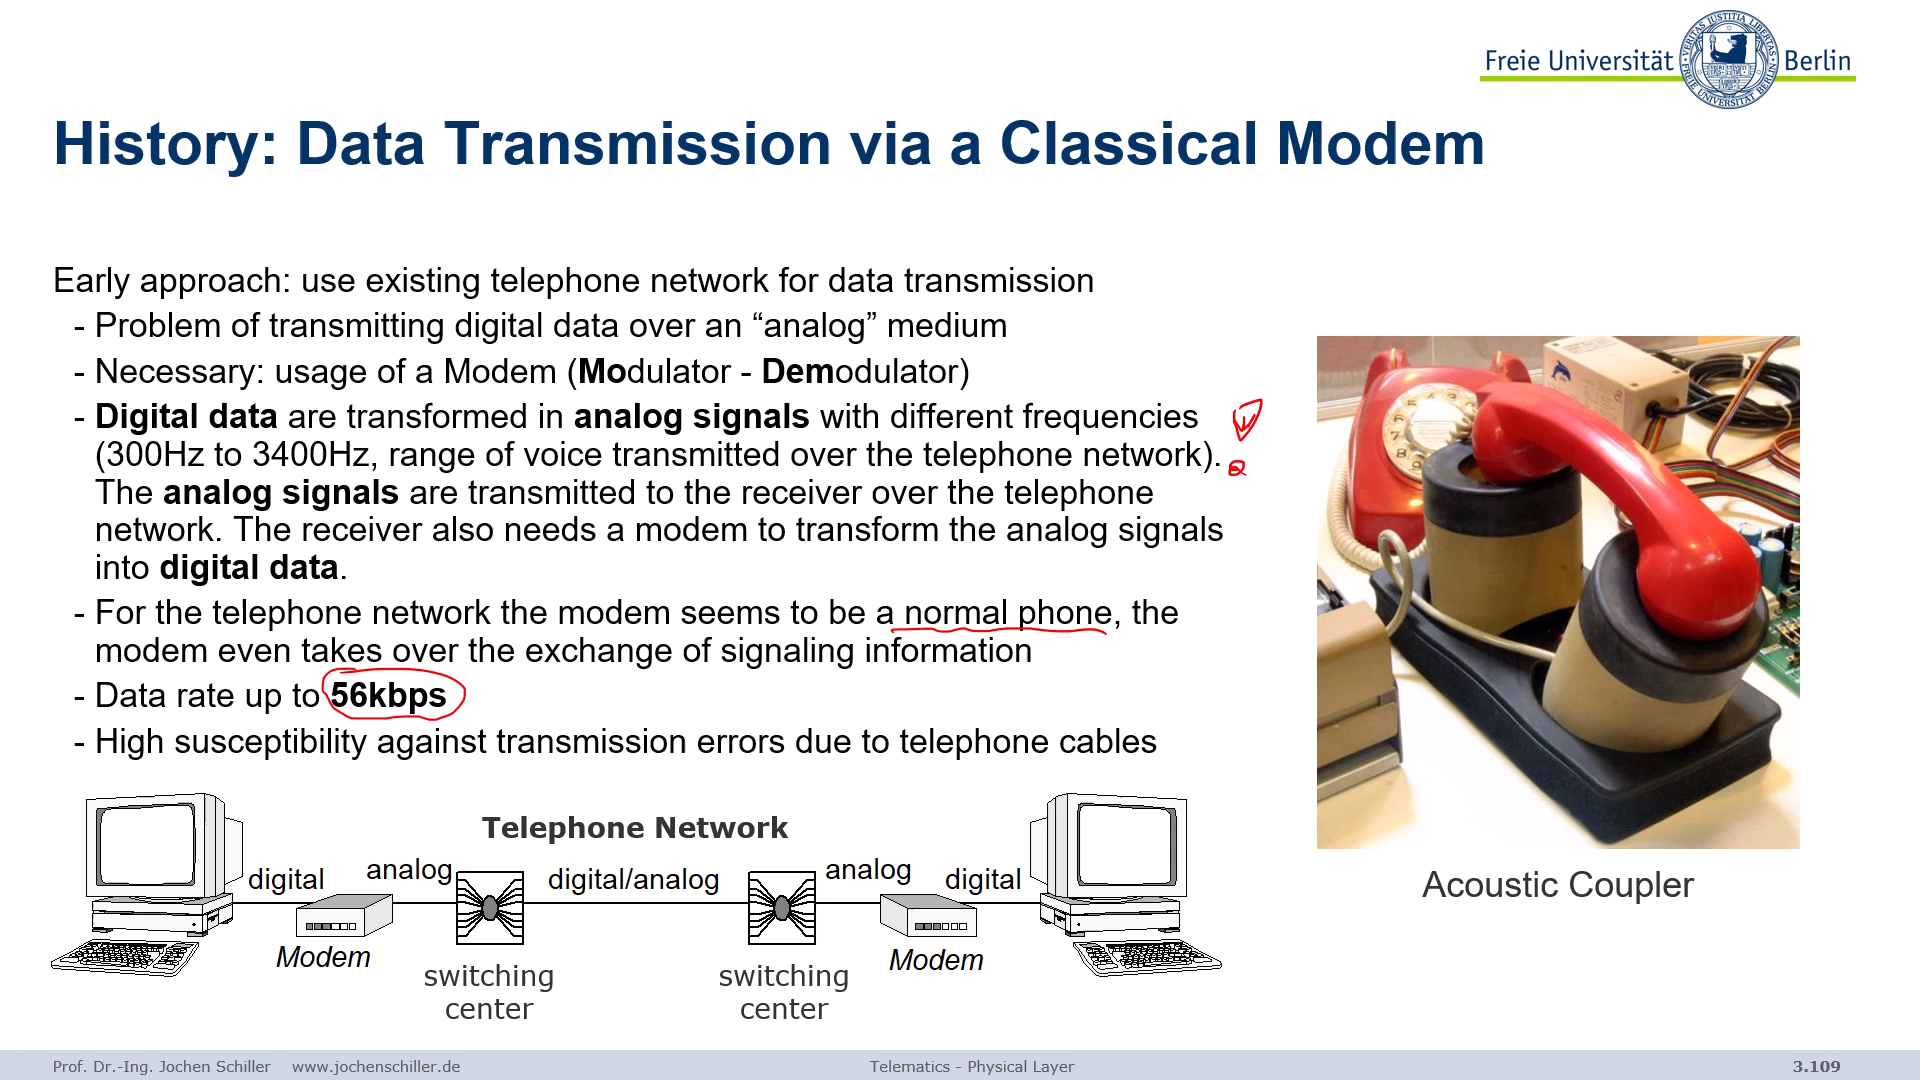 Freie Universität Berlin
History: Data Transmission via a Classical Modem
Early approach: use existing telephone network for data transmission
- Problem of transmitting digital data over an “analog” medium
- Necessary: usage of a Modem (Modulator - Demodulator)
- Digital data are transformed in analog signals with different frequencies
(300Hz to 3400Hz, range of voice transmitted over the telephone network).
The analog signals are transmitted to the receiver over the telephone
network. The receiver also needs a modem to transform the analog signals
into digital data.
- For the telephone network the modem seems to be a normal phone, the
modem even takes over the exchange of signaling information
- Data rate up to 56kbps
- High susceptibility against transmission errors due to telephone cables
Telephone Network
digital
analog
digital/analog
analog
digital
Modem
switching
center
switching
center
Modem
Acoustic Coupler
Prof. Dr.-Ing. Jochen Schiller www.jochenschiller.de
Telematics - Physical Layer
3.109